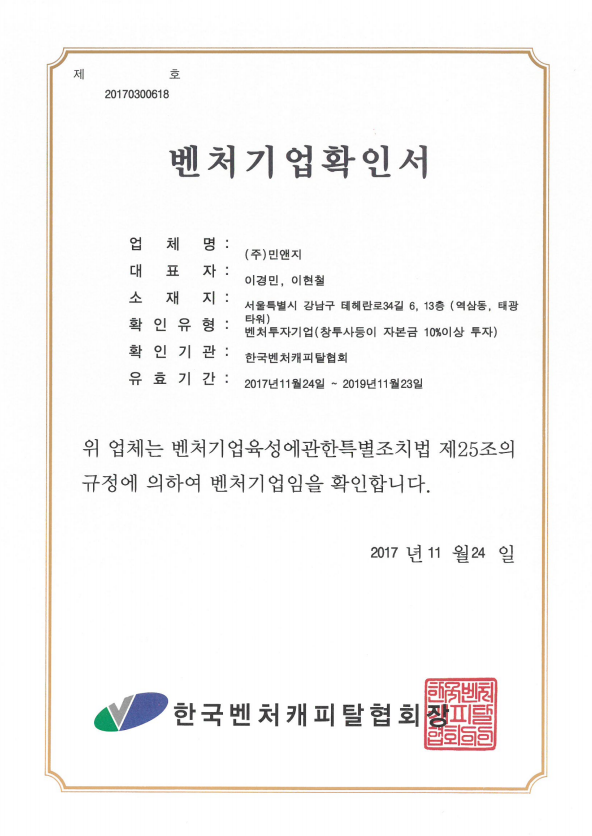 제 호
20170300618
벤처기업확인서
업 체 명 : (주)민앤지
대 표 자 : 이경민, 이현철
소 재 지 : 서울특별시 강남구 테헤란로34길 6, 13층 (역삼동, 태광
타워)
확 인 유 형 : 벤처투자기업(창투사등이 자본금 10%이상 투자)
확 인 기 관 : 한국벤처캐피탈협회
유 효 기 간 : 2017년11월24일 ~ 2019년11월23일
위 업체는 벤처기업육성에관한특별조치법 제25조의
규정에 의하여 벤처기업임을 확인합니다.
2017 년 11 월 24 일
한국벤처캐피탈협회장
한국벤처
캐피탈
협회의인